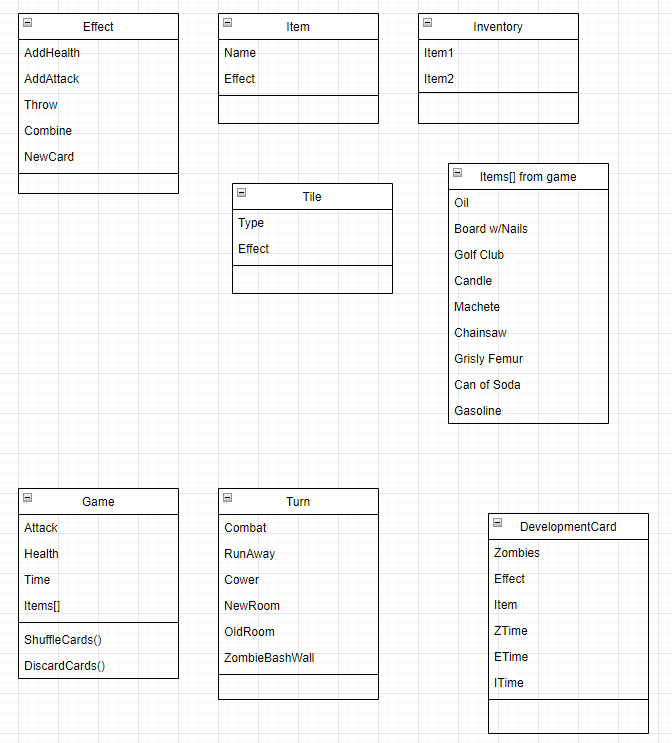 Effect
AddHealth
AddAttack
Throw
Combine
NewCard
Item
Name
Effect
Inventory
Item1
Item2
Tile
Type
Effect
Items[] from game
Oil
Board w/Nails
Golf Club
Candle
Machete
Chainsaw
Grisly Femur
Can of Soda
Gasoline
Game
Attack
Health
Time
Items[]
ShuffleCards()
DiscardCards()
Turn
Combat
RunAway
Cower
NewRoom
OldRoom
ZombieBashWall
DevelopmentCard
Zombies
Effect
Item
ZTime
ETime
ITime